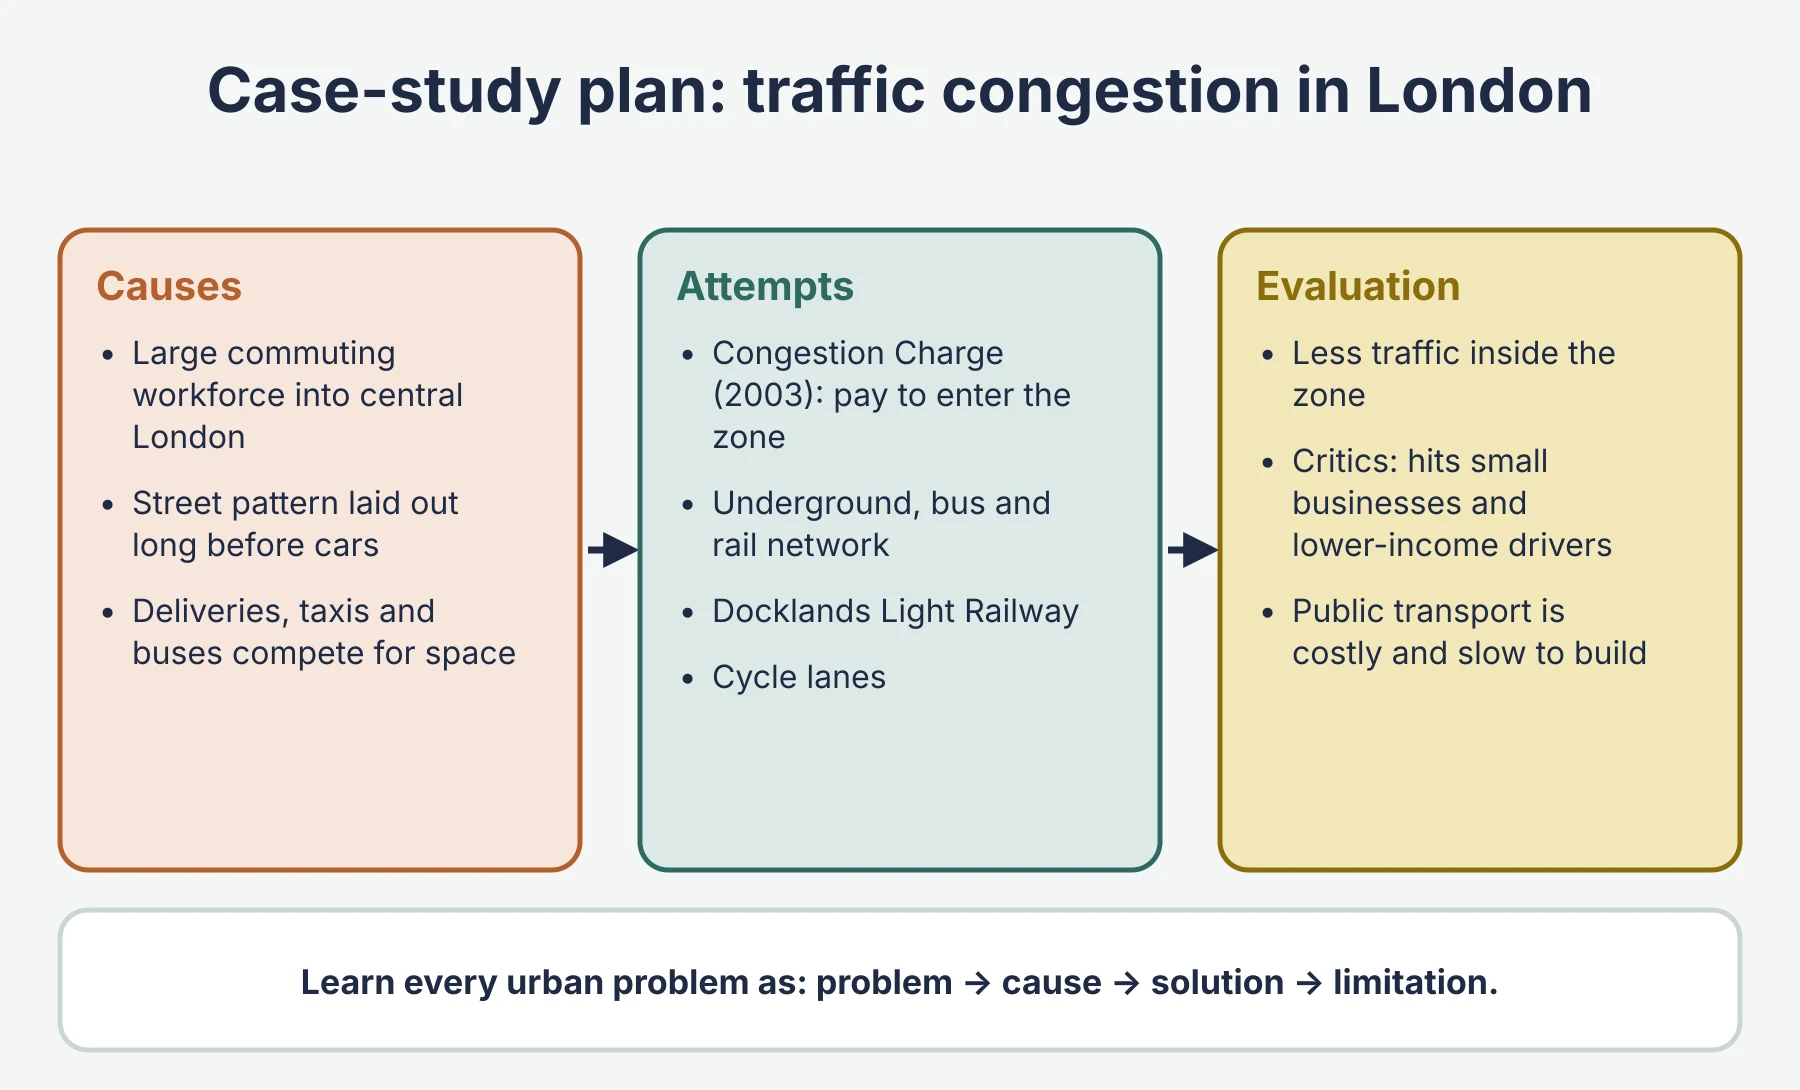 Case-study plan: traffic congestion in London
Causes
• Large commuting
workforce into central
London
• Street pattern laid out
long before cars
• Deliveries, taxis and
buses compete for space
Attempts
• Congestion Charge
(2003): pay to enter the
zone
• Underground, bus and
rail network
• Docklands Light Railway
• Cycle lanes
Evaluation
• Less traffic inside the
zone
• Critics: hits small
businesses and
lower-income drivers
• Public transport is
costly and slow to build
Learn every urban problem as: problem → cause → solution → limitation.